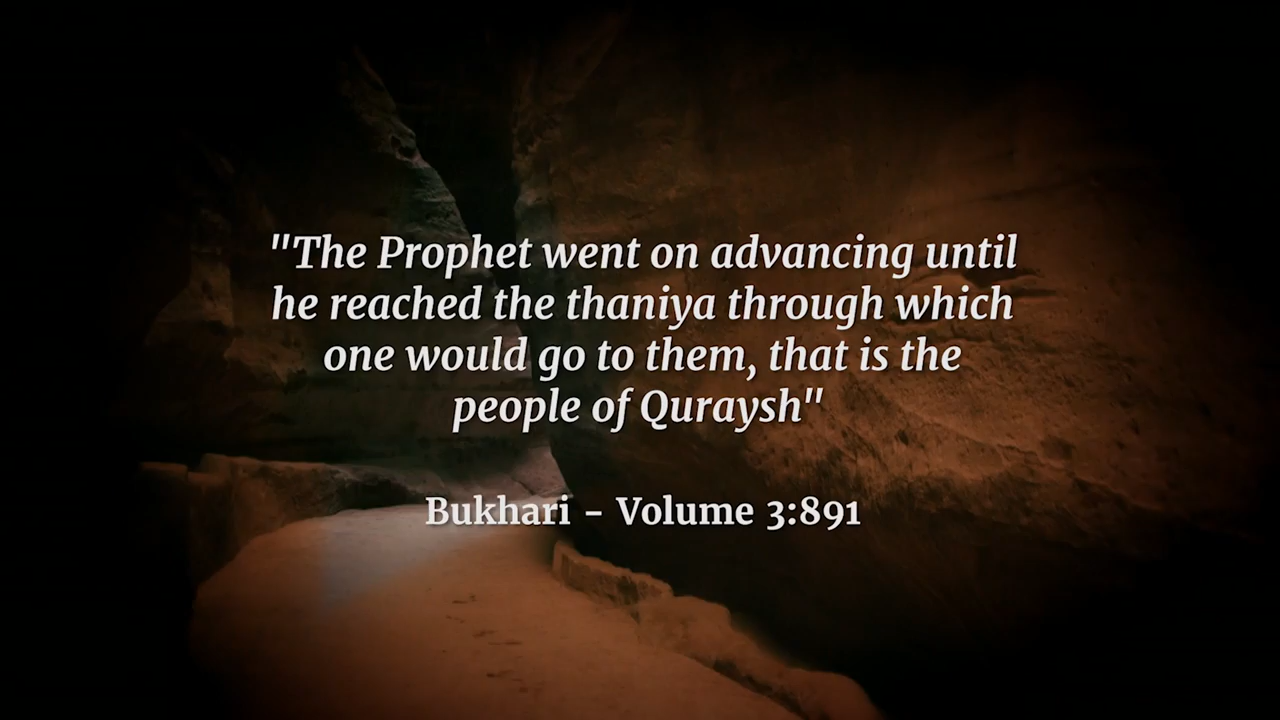 "The Prophet went on advancing until
he reached the thaniya through which
one would go to them, that is the
people of Quraysh"
Bukhari - Volume 3:891